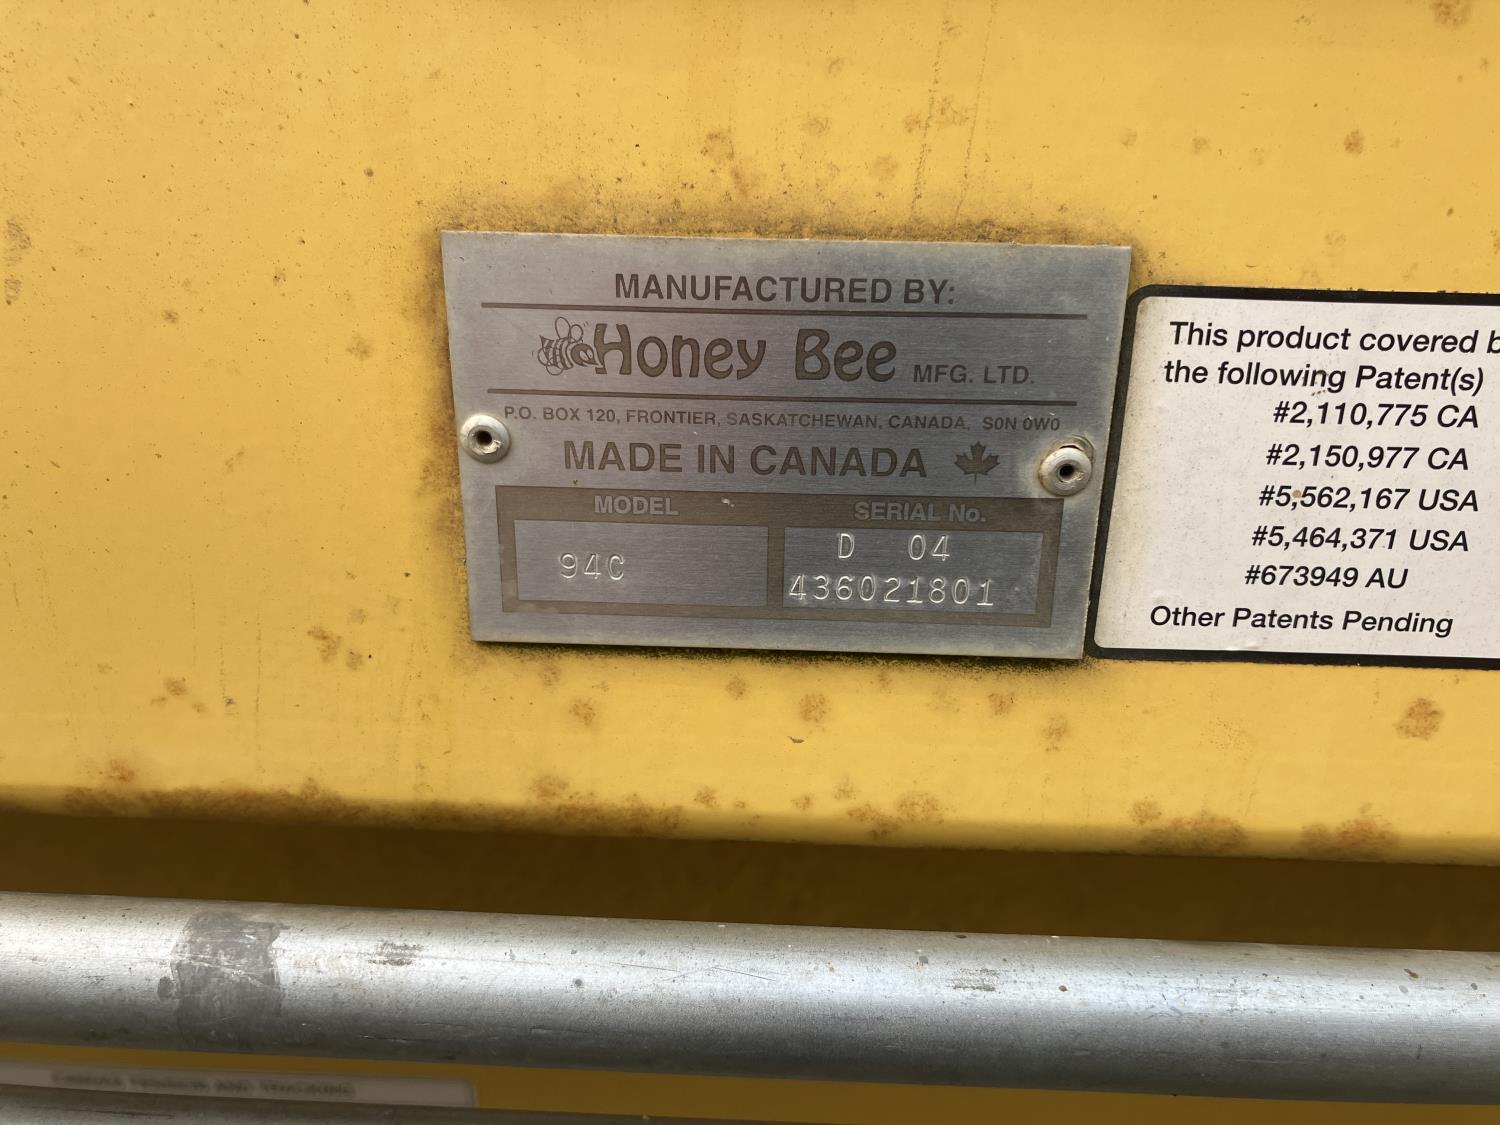 MANUFACTURED BY:
Honey Bee MFG. LTD.
P.O. BOX 120, FRONTIER, SASKATCHEWAN, CANADA, S0N 0W0
MADE IN CANADA
MODEL
94C
SERIAL No.
D 04
436021801
This product covered b
the following Patent(s)
#2,110,775 CA
#2,150,977 CA
#5,562,167 USA
#5,464,371 USA
#673949 AU
Other Patents Pending